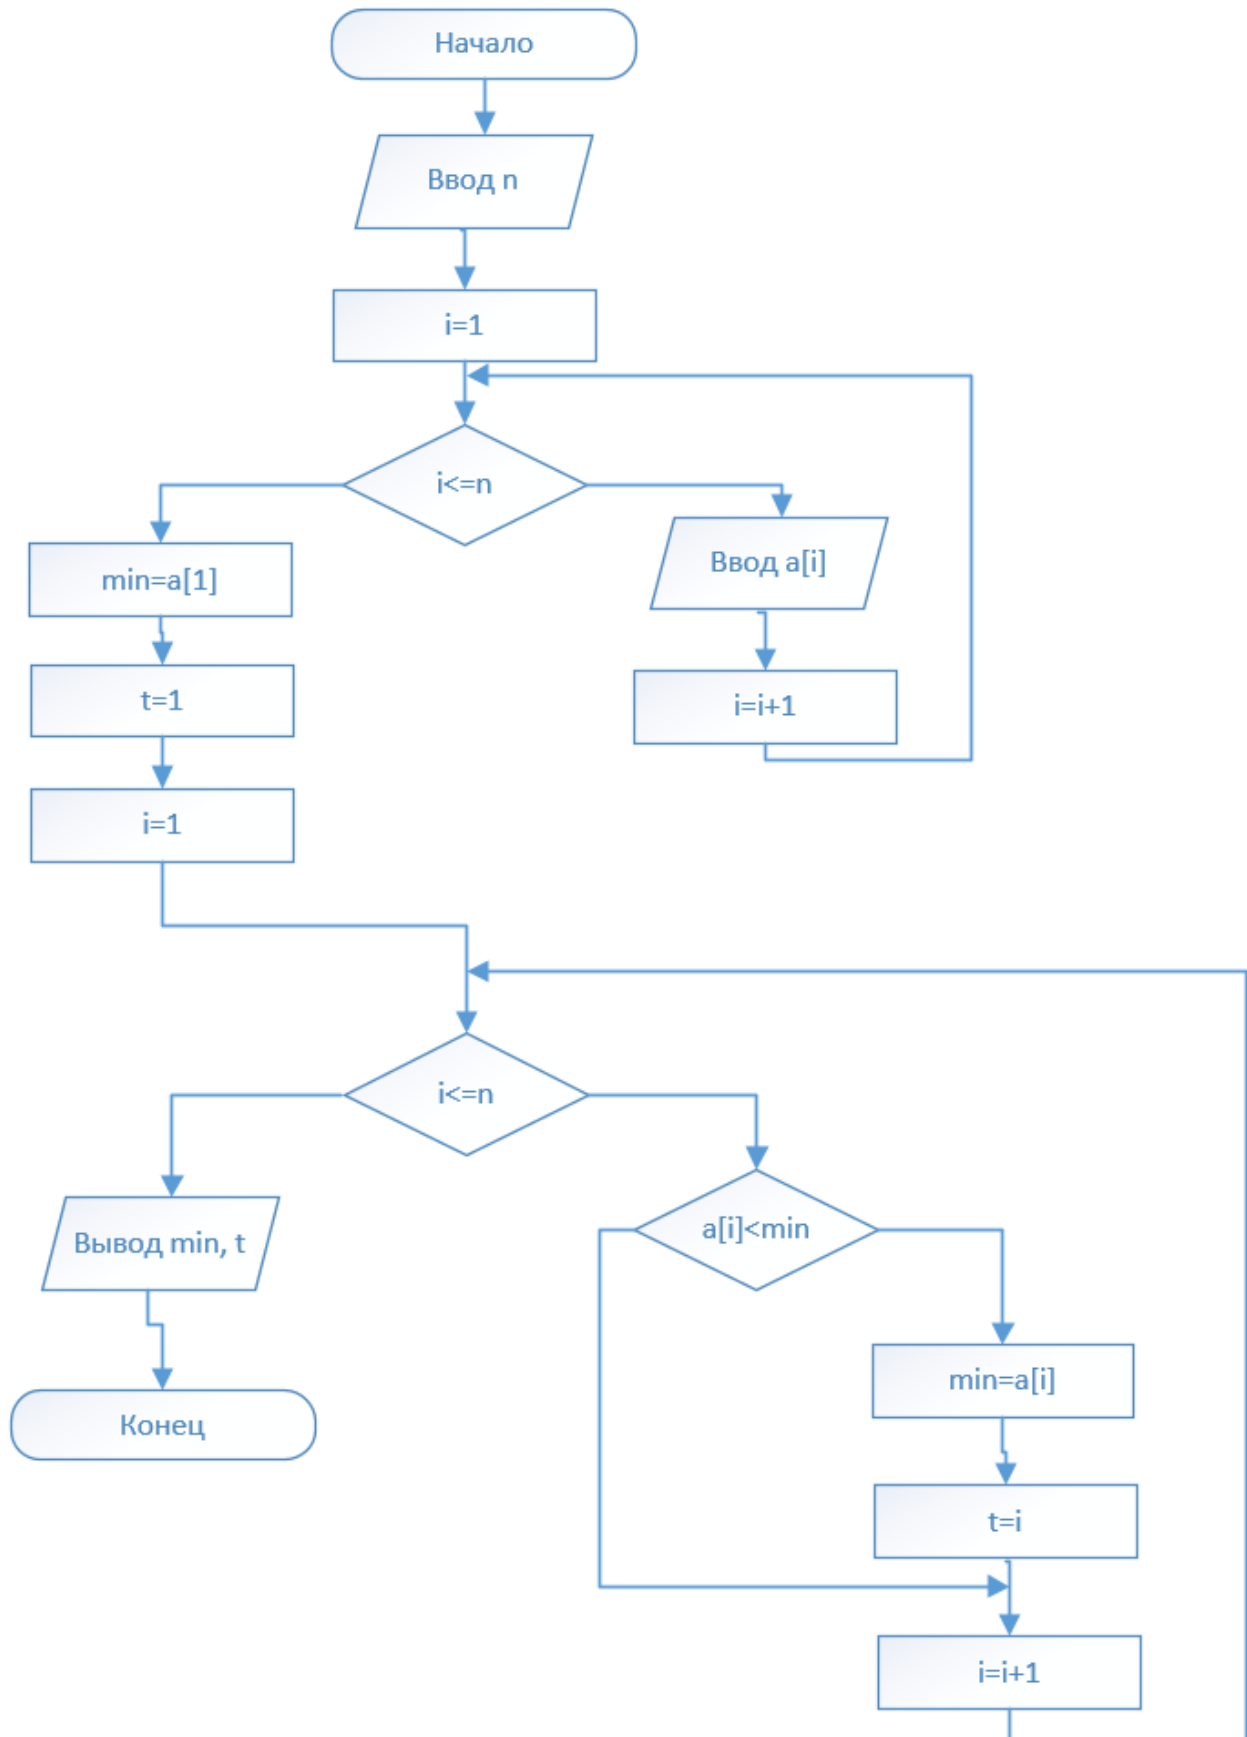 Начало
Ввод n
i=1
i<=n
Ввод a[i]
i=i+1
min=a[1]
t=1
i=1
i<=n
Вывод min, t
Конец
a[i]<min
min=a[i]
t=i
i=i+1